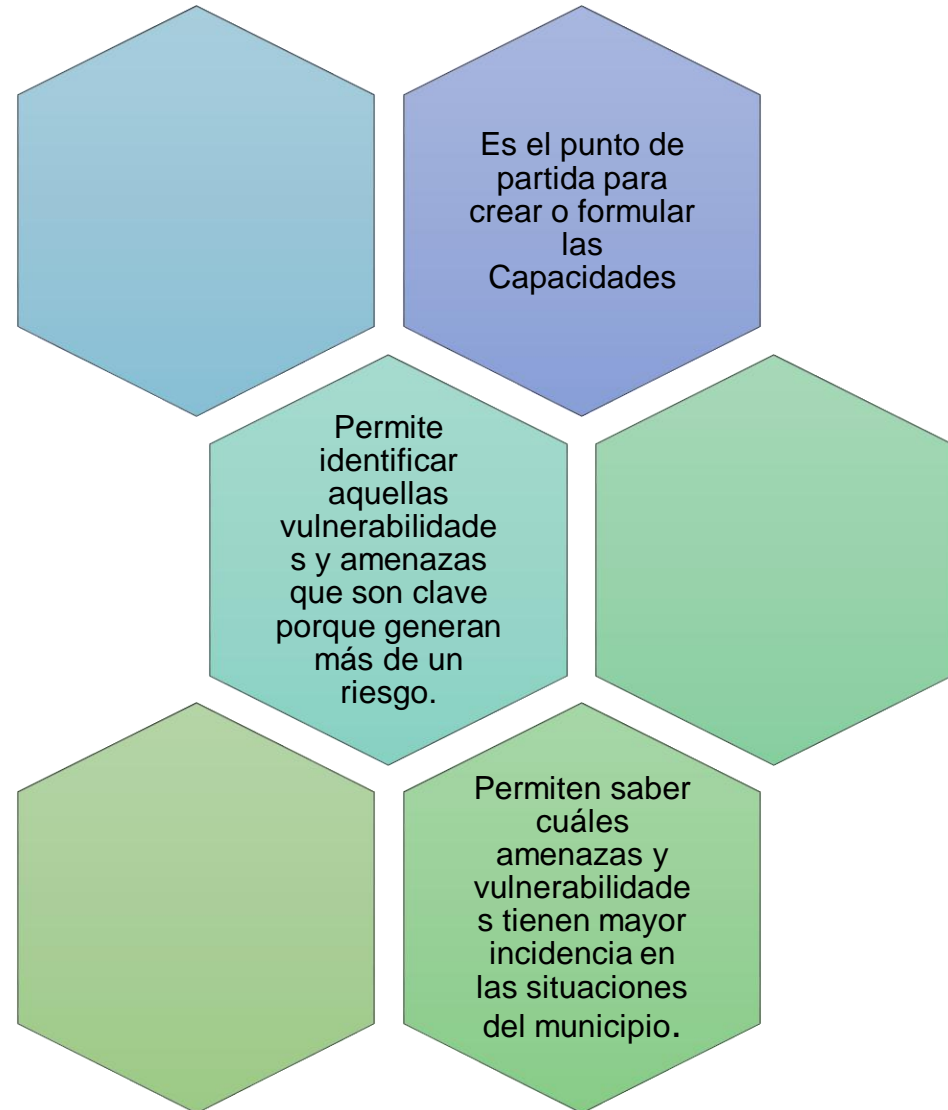 Es el punto de
partida para
crear o formular
las
Capacidades
Permite
identificar
aquellas
vulnerabilidade
s y amenazas
que son clave
porque generan
más de un
riesgo.
Permiten saber
cuáles
amenazas y
vulnerabilidade
s tienen mayor
incidencia en
las situaciones
del municipio.